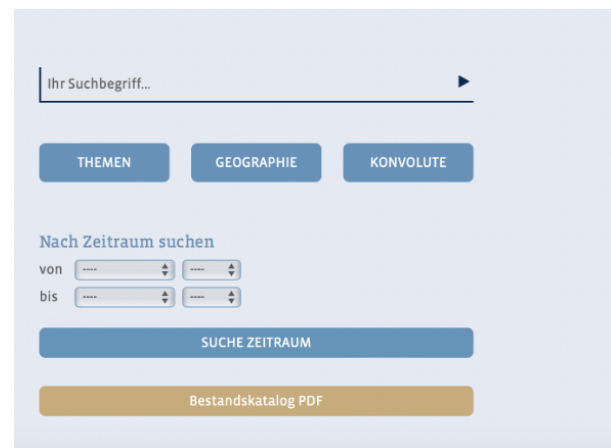 Ihr Suchbegriff...
THEMEN GEOGRAPHIE KONVOLUTE
Nach Zeitraum suchen
von ---- ----
bis ---- ----
SUCHE ZEITRAUM
Bestandskatalog PDF